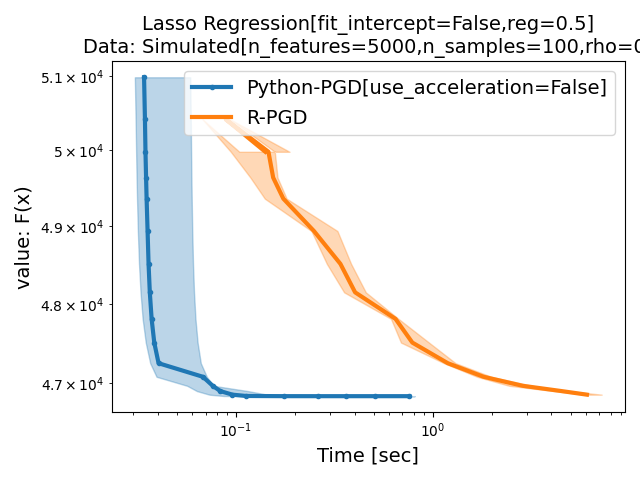 Lasso Regression[fit_intercept=False,reg=0.5]
Data: Simulated[n_features=5000,n_samples=100,rho=0
Python-PGD[use_acceleration=False]
R-PGD
value: F(x)
5.1 × 10⁴
5 × 10⁴
4.9 × 10⁴
4.8 × 10⁴
4.7 × 10⁴
10⁻¹
10⁰
Time [sec]